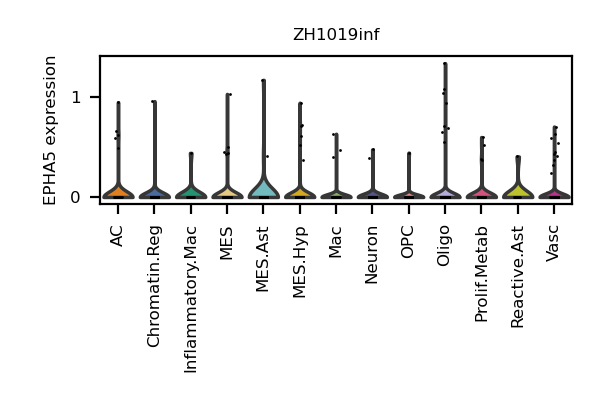 ZH1019inf
EPHA5 expression
1
0
AC
Chromatin.Reg
Inflammatory.Mac
MES
MES.Ast
MES.Hyp
Mac
Neuron
OPC
Oligo
Prolif.Metab
Reactive.Ast
Vasc